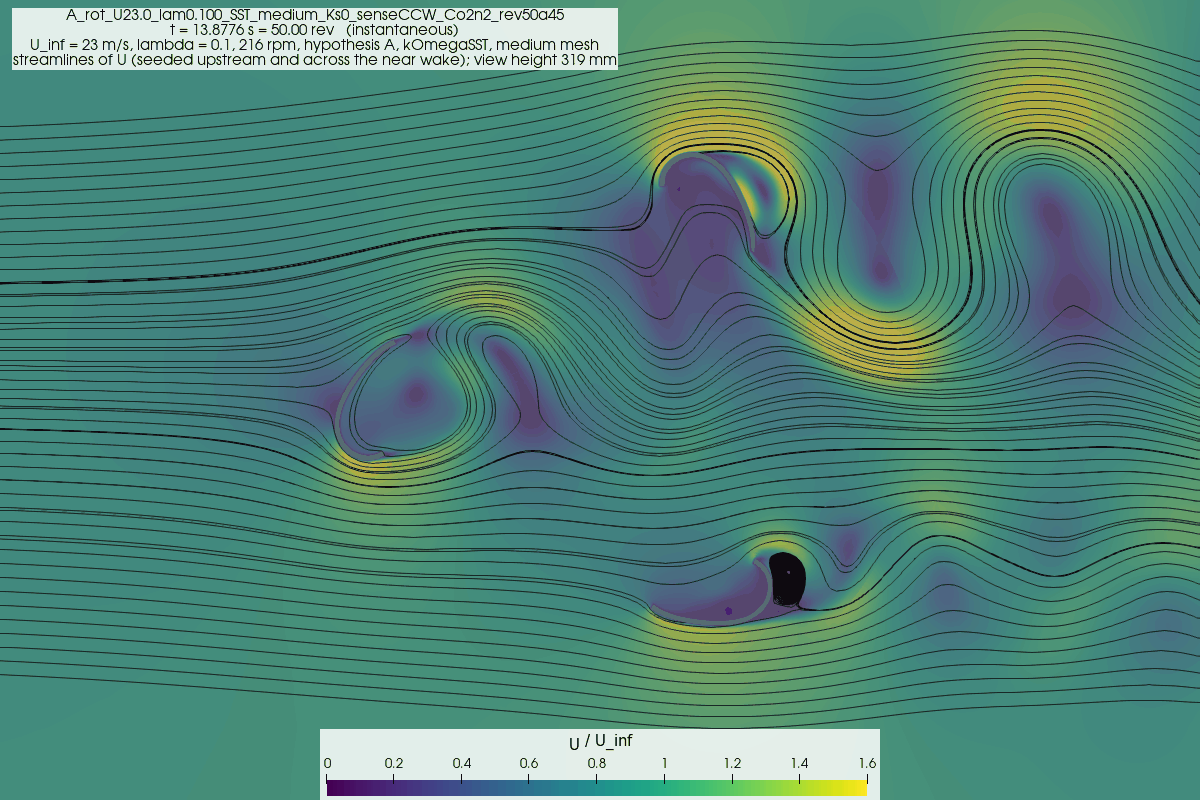 A_rot_U23.0_lam0.100_SST_medium_Ks0_senseCCW_Co2n2_rev50a45
t = 13.8776 s = 50.00 rev (instantaneous)
U_inf = 23 m/s, lambda = 0.1, 216 rpm, hypothesis A, kOmegaSST, medium mesh
streamlines of U (seeded upstream and across the near wake); view height 319 mm
U / U_inf
0 0.2 0.4 0.6 0.8 1 1.2 1.4 1.6